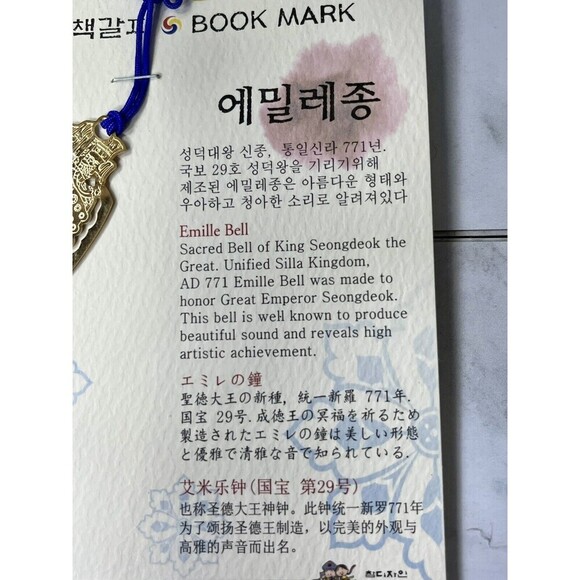 책갈피 BOOK MARK
에밀레종
성덕대왕 신종, 통일신라 771년.
국보 29호 성덕왕을 기리기위해
제조된 에밀레종은 아름다운 형태와
우아하고 청아한 소리로 알려져있다
Emille Bell
Sacred Bell of King Seongdeok the
Great. Unified Silla Kingdom,
AD 771 Emille Bell was made to
honor Great Emperor Seongdeok.
This bell is well known to produce
beautiful sound and reveals high
artistic achievement.
エミレの鐘
聖徳大王の新種, 統一新羅 771年.
国宝 29号. 成徳王の冥福を祈るため
製造されたエミレの鐘は美しい形態
と優雅で清雅な音で知られている.
艾米乐钟(国宝 第29号)
也称圣德大王神钟。此钟统一新罗771年
为了颂扬圣德王制造，以完美的外观与
高雅的声音而出名。